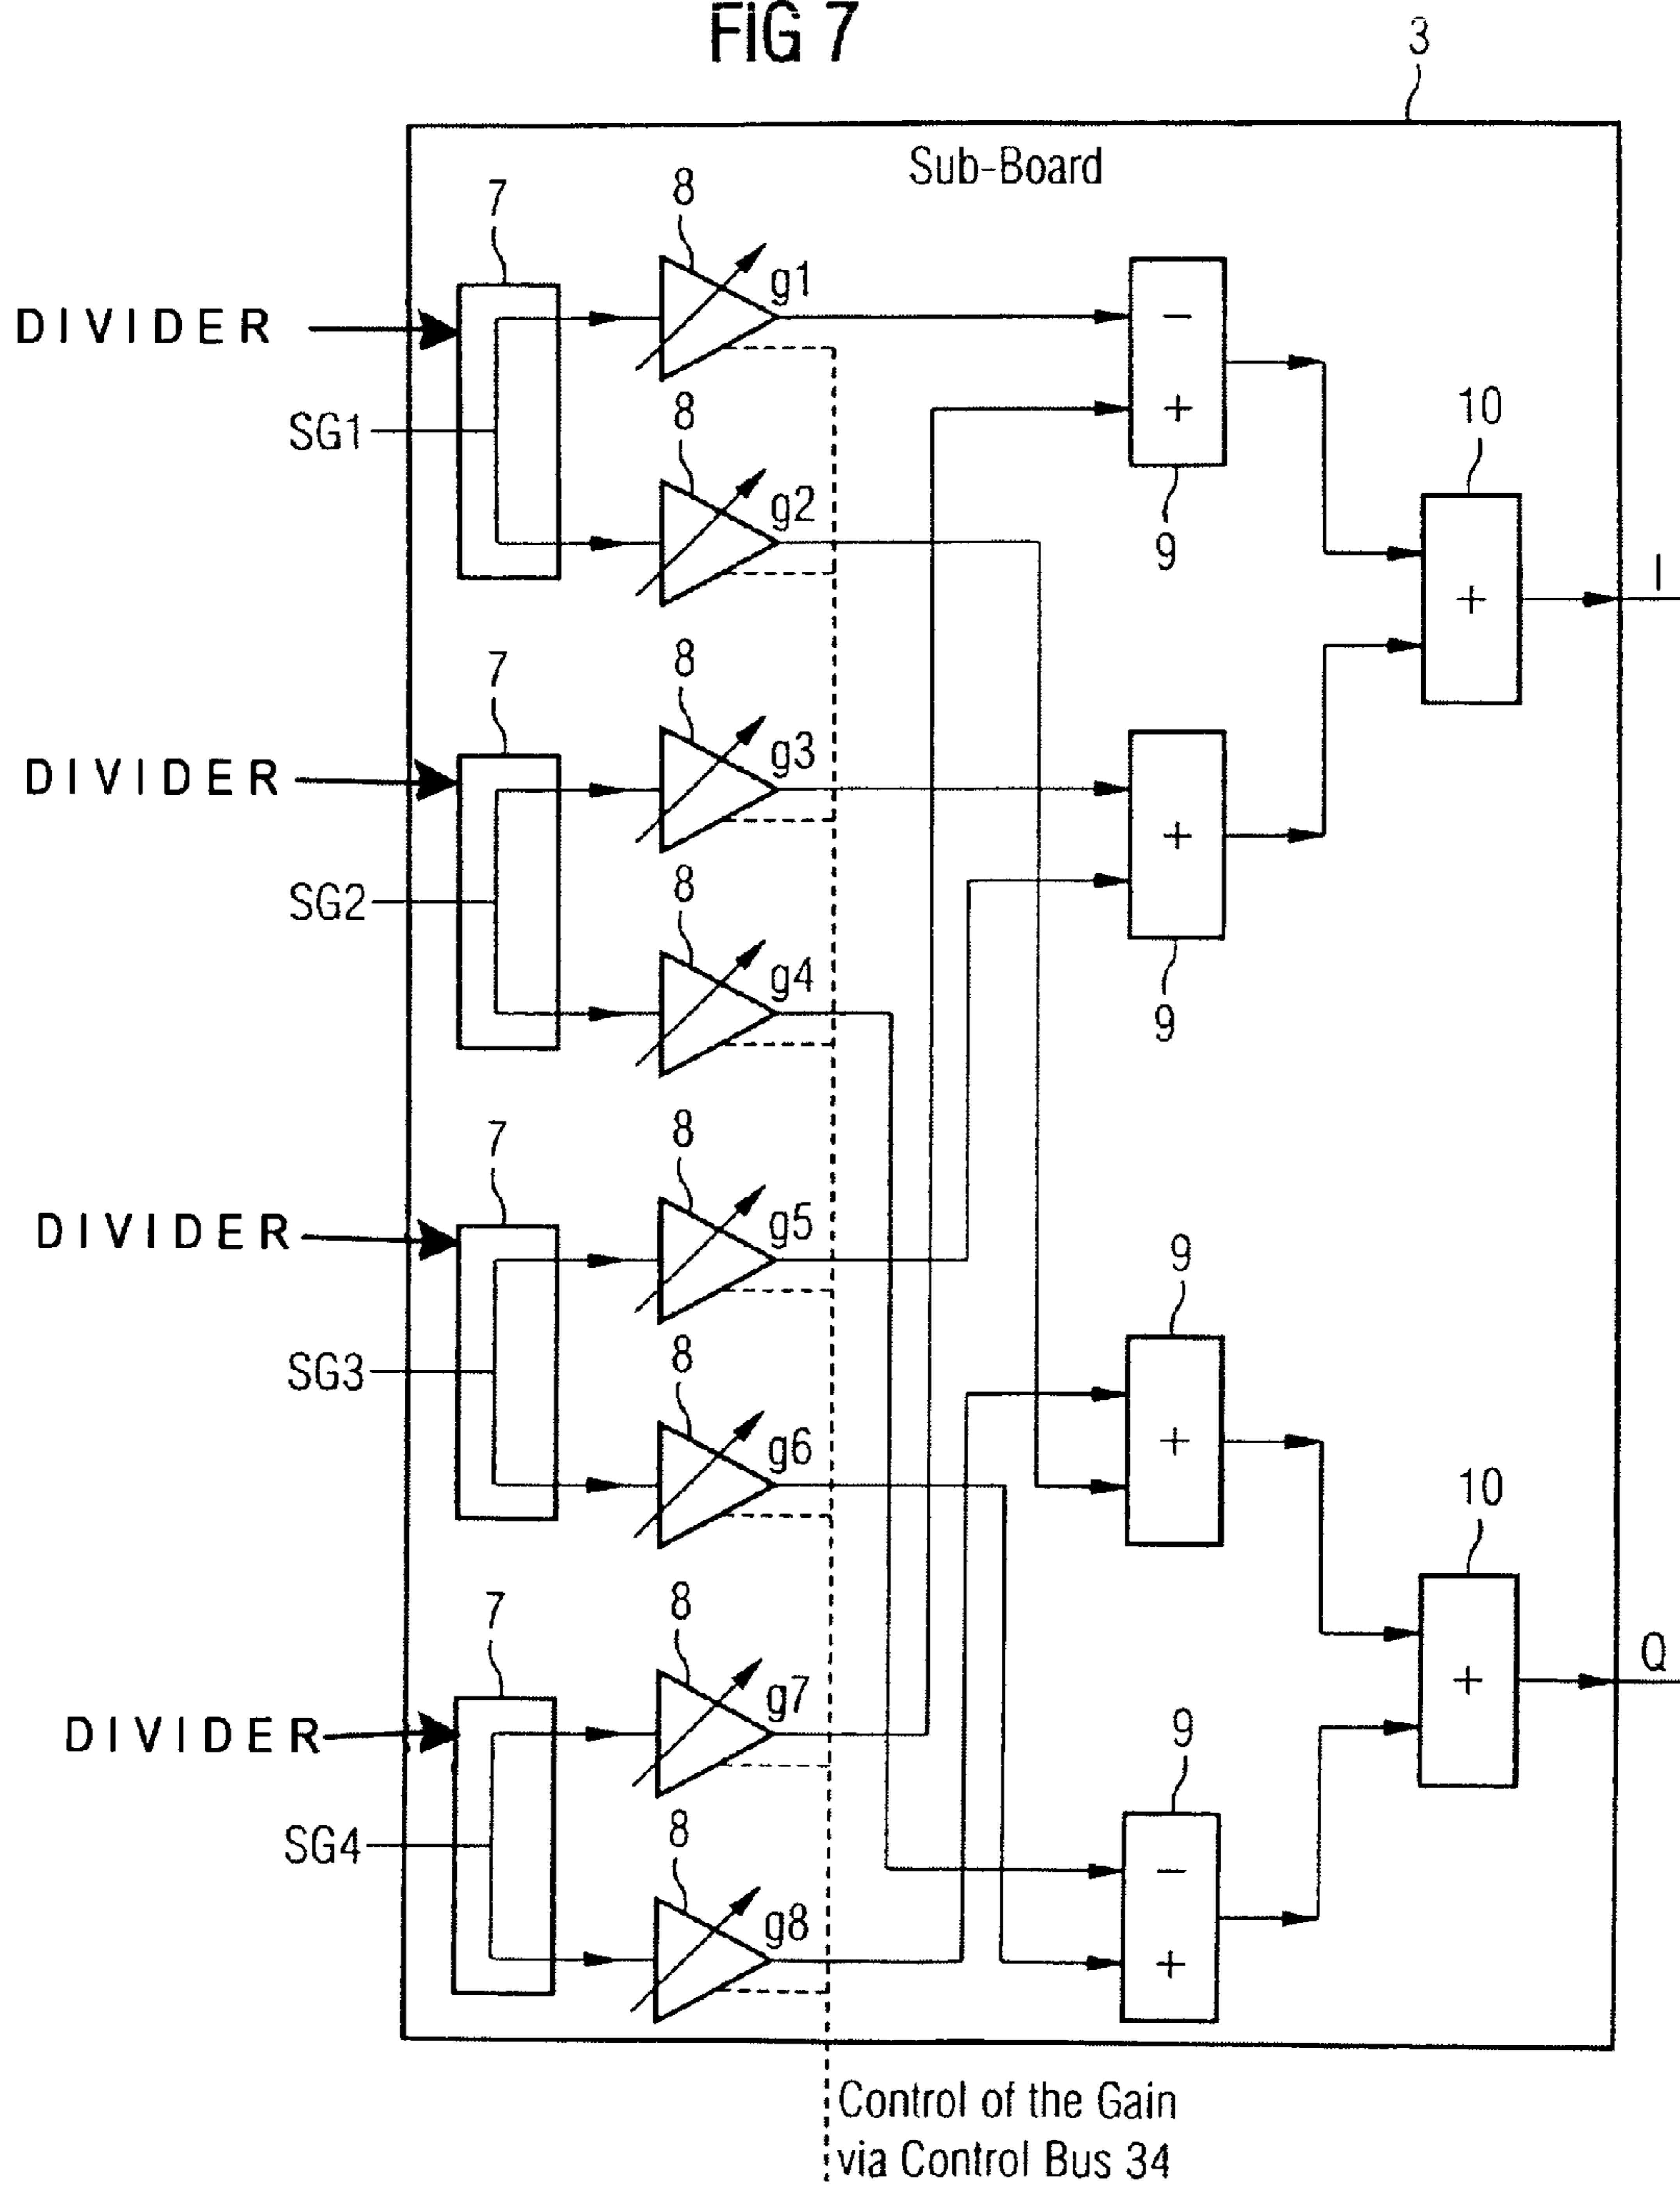 FIG 7
3
Sub-Board
7
8
g1
DIVIDER
-
SG1
8
+
10
g2
9
I
+
7
8
g3
DIVIDER
+
SG2
8
g4
9
7
8
g5
DIVIDER
9
SG3
8
+
g6
10
7
8
Q
g7
+
DIVIDER
9
SG4
8
-
g8
+
Control of the Gain
via Control Bus 34